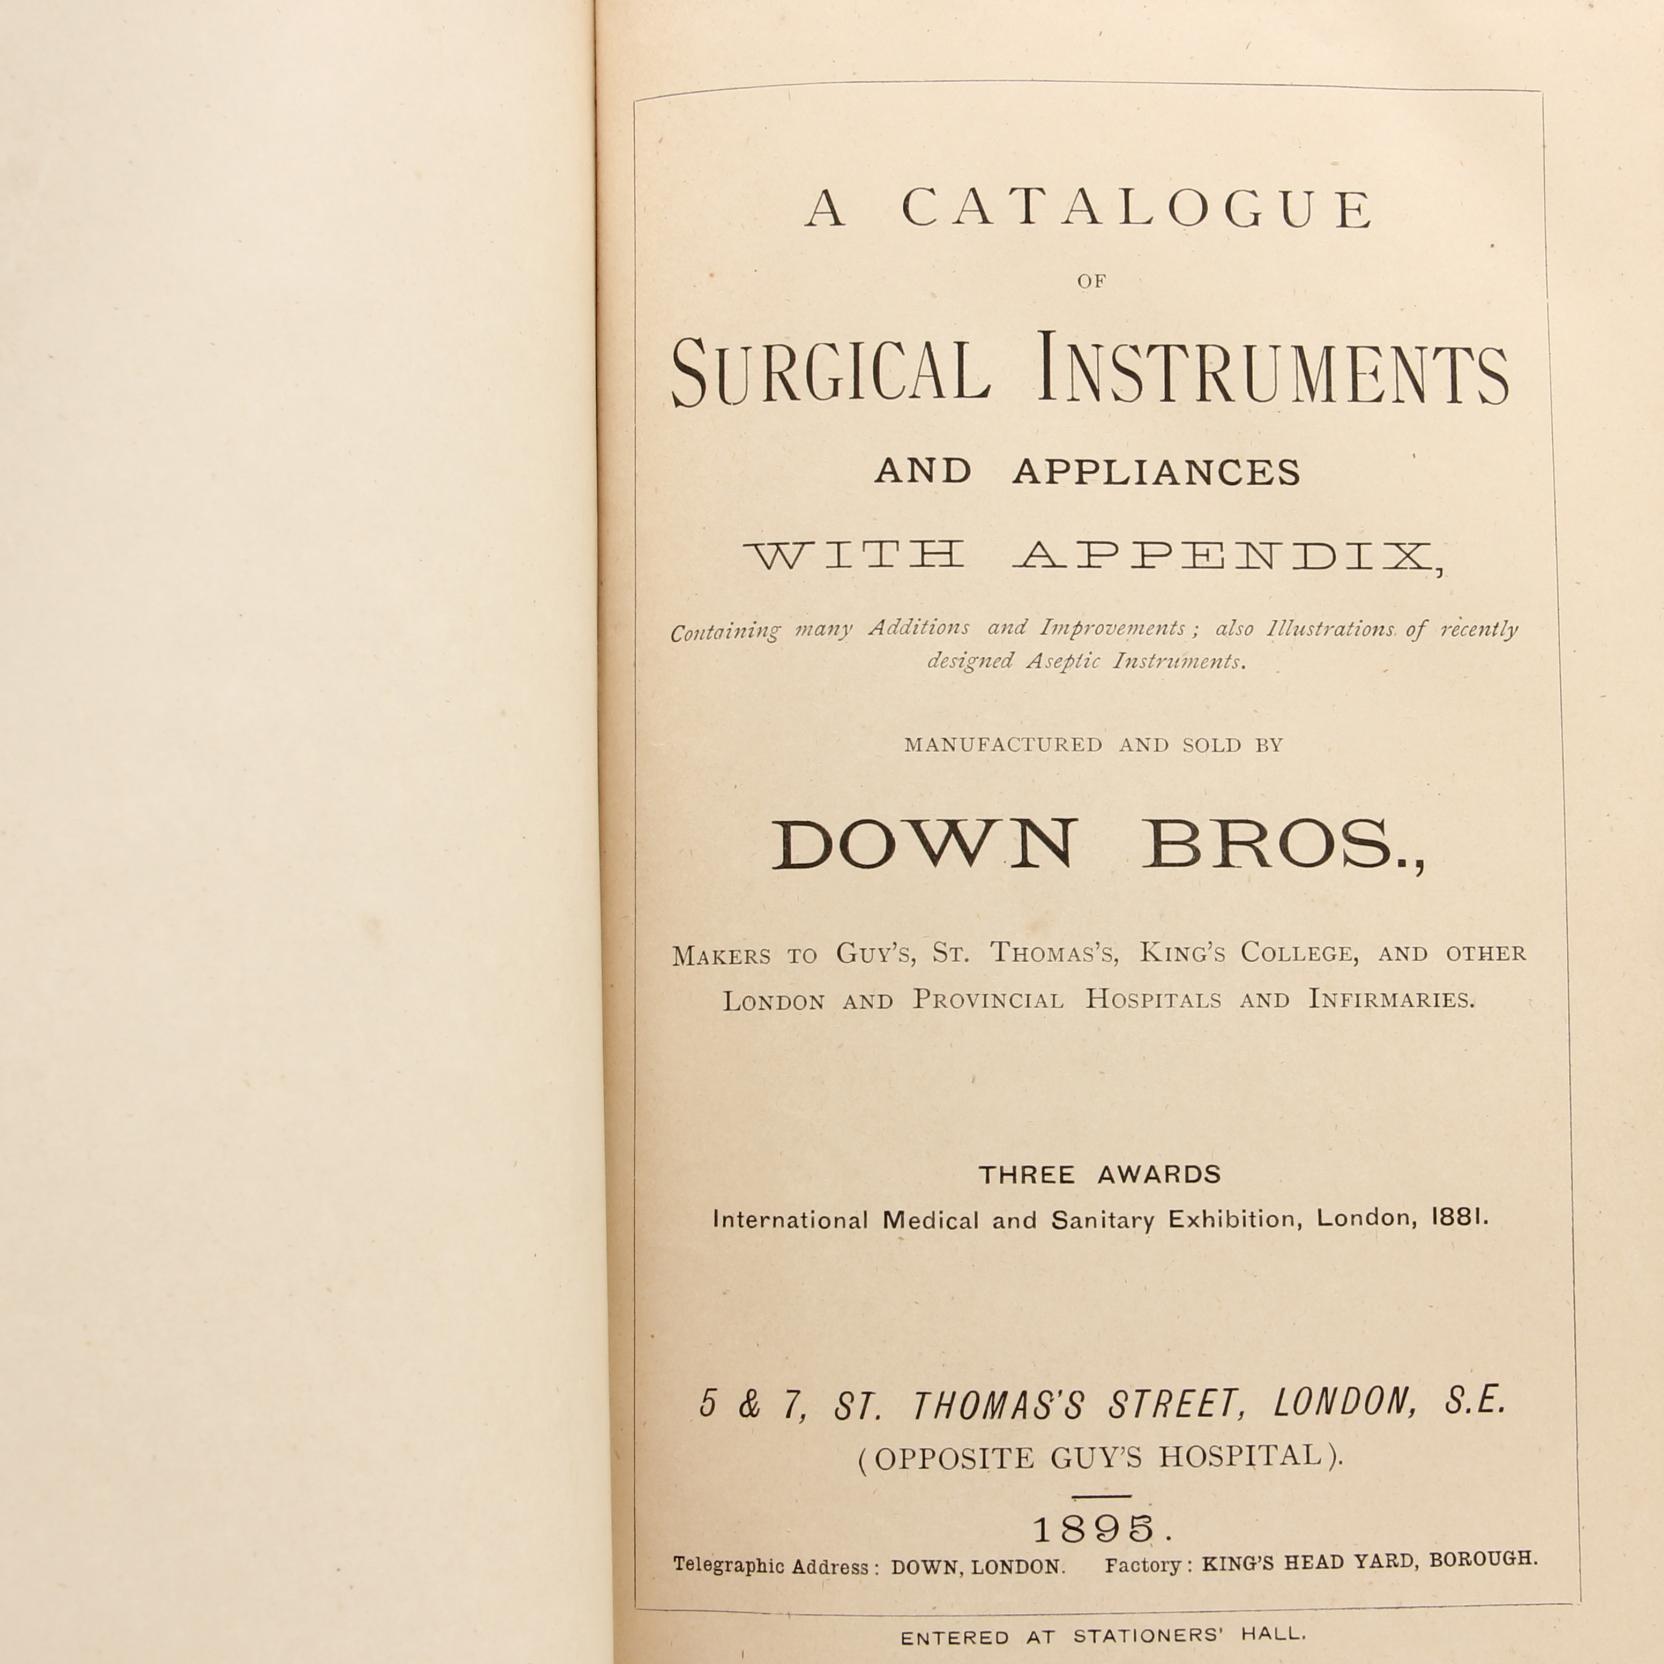 A CATALOGUE
OF
SURGICAL INSTRUMENTS
AND APPLIANCES
WITH APPENDIX,
Containing many Additions and Improvements; also Illustrations of recently
designed Aseptic Instruments.
MANUFACTURED AND SOLD BY
DOWN BROS.,
MAKERS TO GUY'S, ST. THOMAS'S, KING'S COLLEGE, AND OTHER
LONDON AND PROVINCIAL HOSPITALS AND INFIRMARIES.
THREE AWARDS
International Medical and Sanitary Exhibition, London, 1881.
5 & 7, ST. THOMAS'S STREET, LONDON, S.E.
(OPPOSITE GUY'S HOSPITAL).
1895.
Telegraphic Address: DOWN, LONDON. Factory: KING'S HEAD YARD, BOROUGH.
ENTERED AT STATIONERS' HALL.